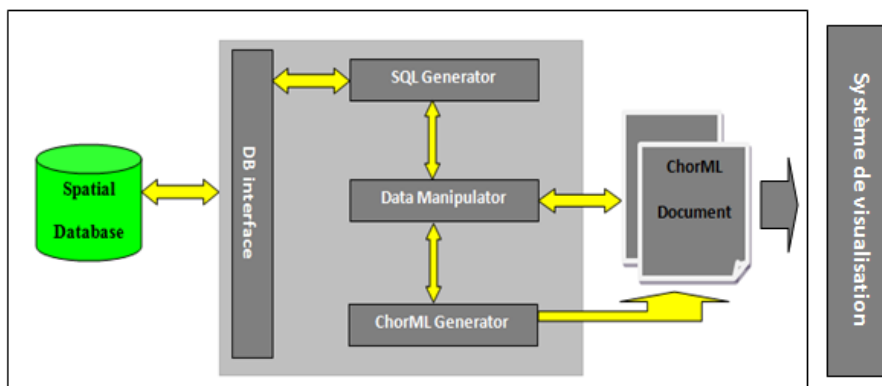 Spatial
Database
DB interface
SQL Generator
Data Manipulator
ChorML Generator
ChorML
Document
Système de visualisation